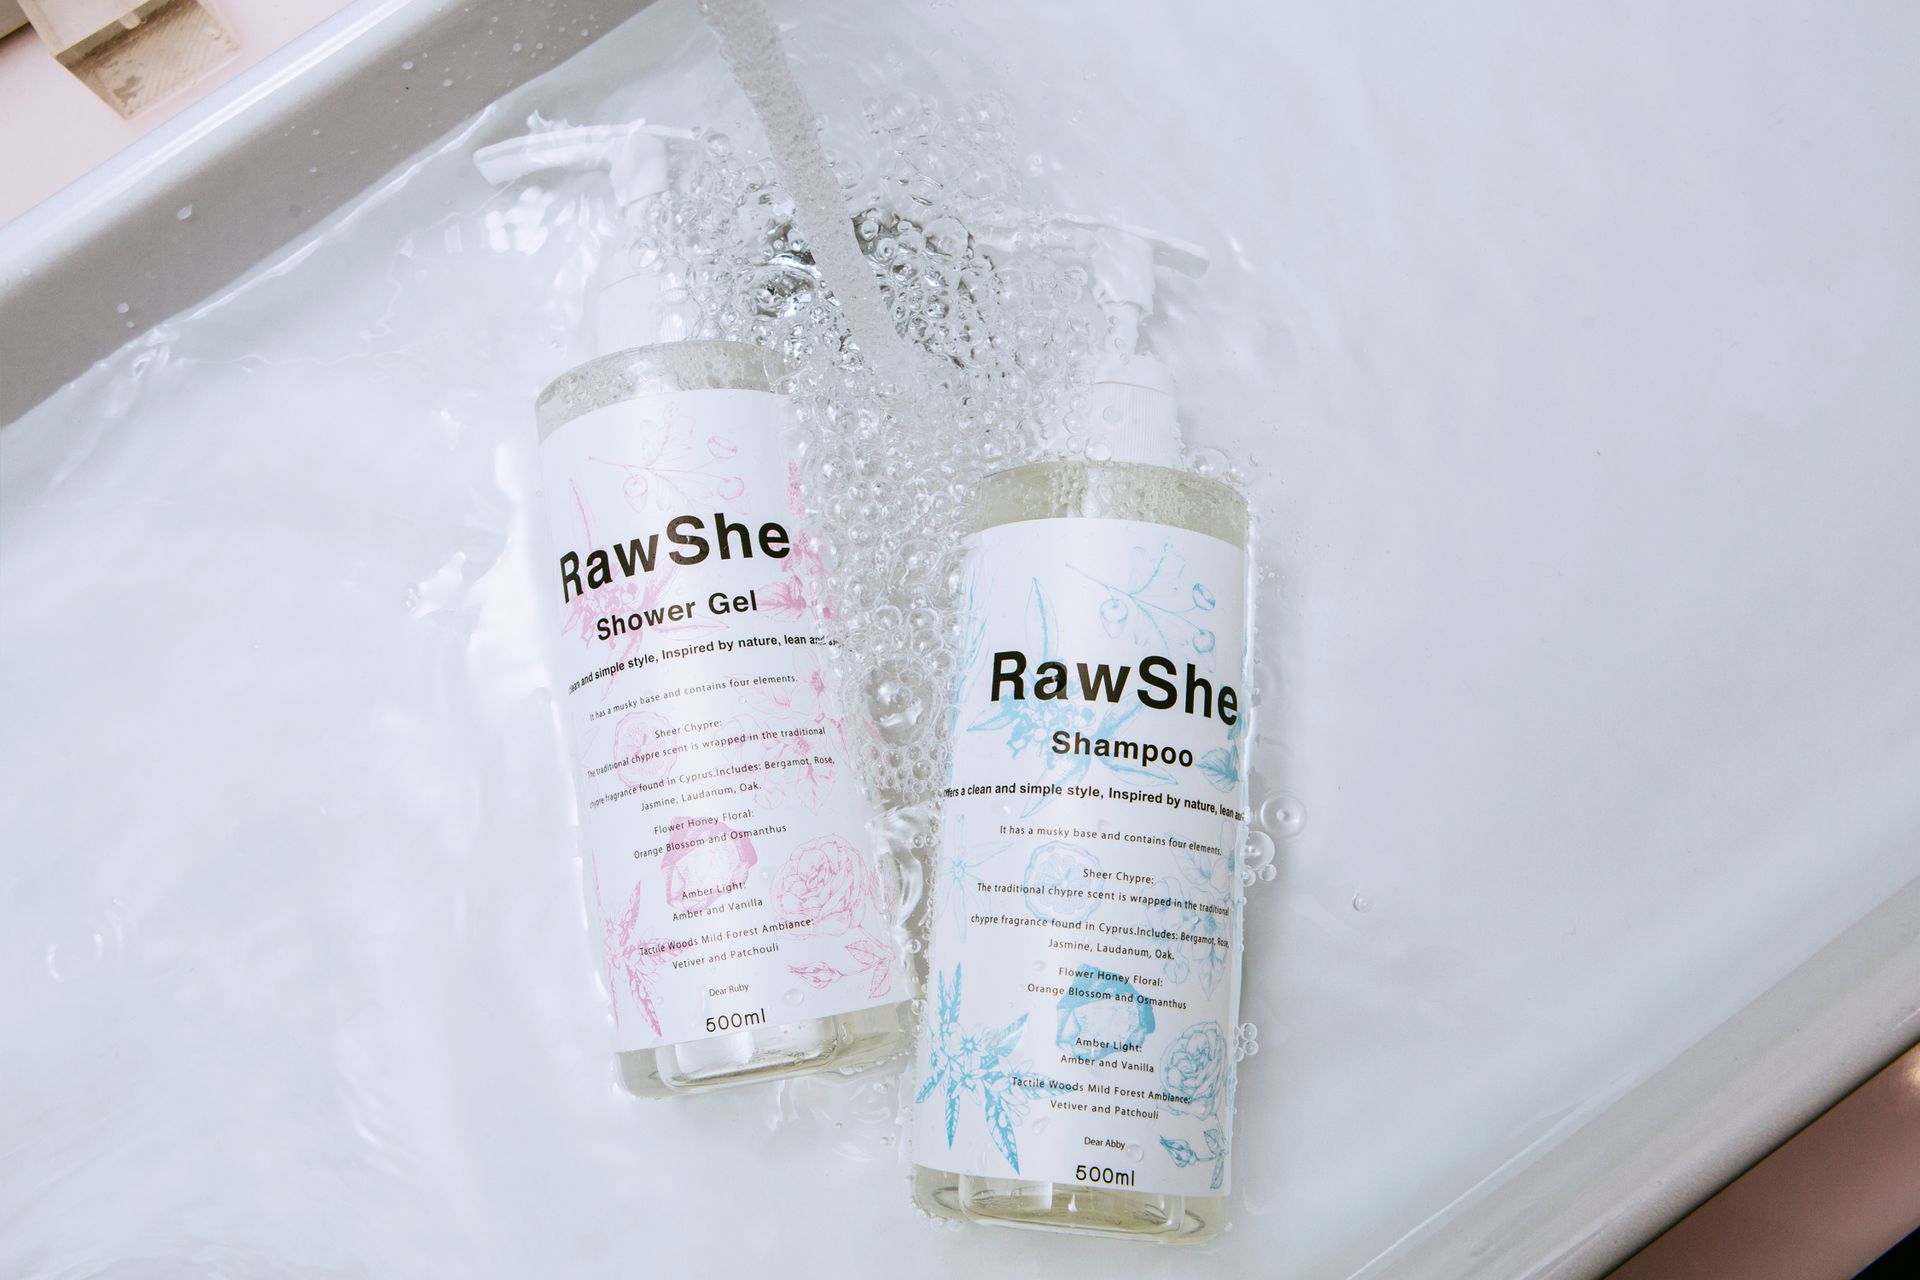 RawShe
Shower Gel
clean and simple style, Inspired by nature, lean and
It has a musky base and contains four elements.
Sheer Chypre:
The traditional chypre scent is wrapped in the traditional
chypre fragrance found in Cyprus.Includes: Bergamot, Rose,
Jasmine, Laudanum, Oak.
Flower Honey Floral:
Orange Blossom and Osmanthus
Amber Light:
Amber and Vanilla
Tactile Woods Mild Forest Ambiance:
Vetiver and Patchouli
Dear Ruby
500ml
RawShe
Shampoo
offers a clean and simple style, Inspired by nature, lean and
It has a musky base and contains four elements.
Sheer Chypre:
The traditional chypre scent is wrapped in the traditional
chypre fragrance found in Cyprus.Includes: Bergamot, Rose,
Jasmine, Laudanum, Oak.
Flower Honey Floral:
Orange Blossom and Osmanthus
Amber Light:
Amber and Vanilla
Tactile Woods Mild Forest Ambiance:
Vetiver and Patchouli
Dear Abby
500ml